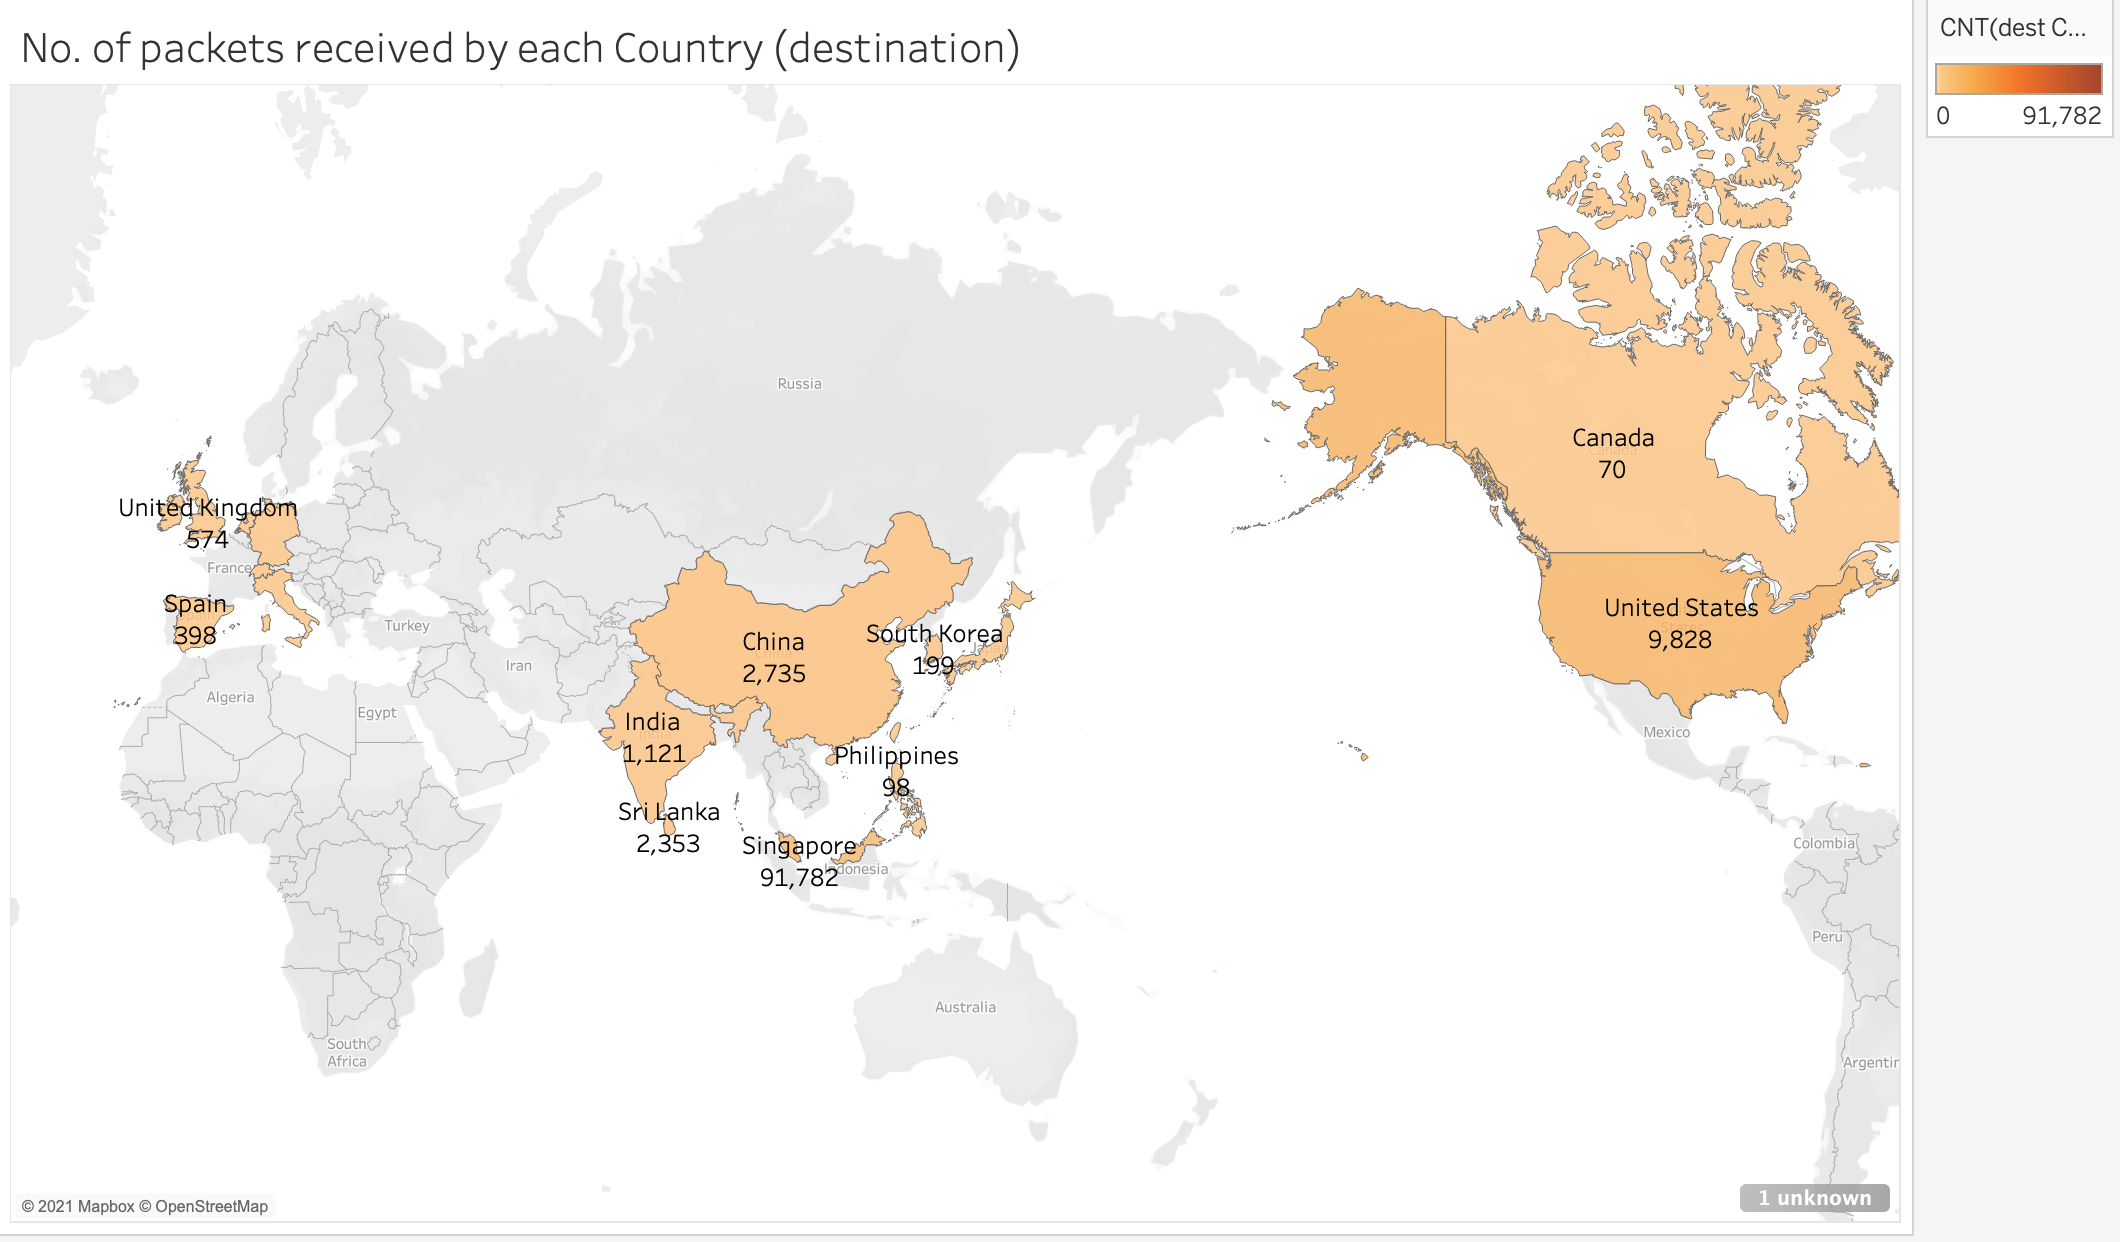 No. of packets received by each Country (destination)
CNT(dest C...
0 91,782
Russia
Canada
Canada
70
United Kingdom
574
France
Spain
398
Turkey
Iran
China
2,735
South Korea
199
United States
9,828
Algeria
Egypt
India
1,121
Mexico
Philippines
98
Sri Lanka
2,353
Singapore
91,782
Indonesia
Colombia
Peru
Australia
South
Africa
Argentin
© 2021 Mapbox © OpenStreetMap
1 unknown